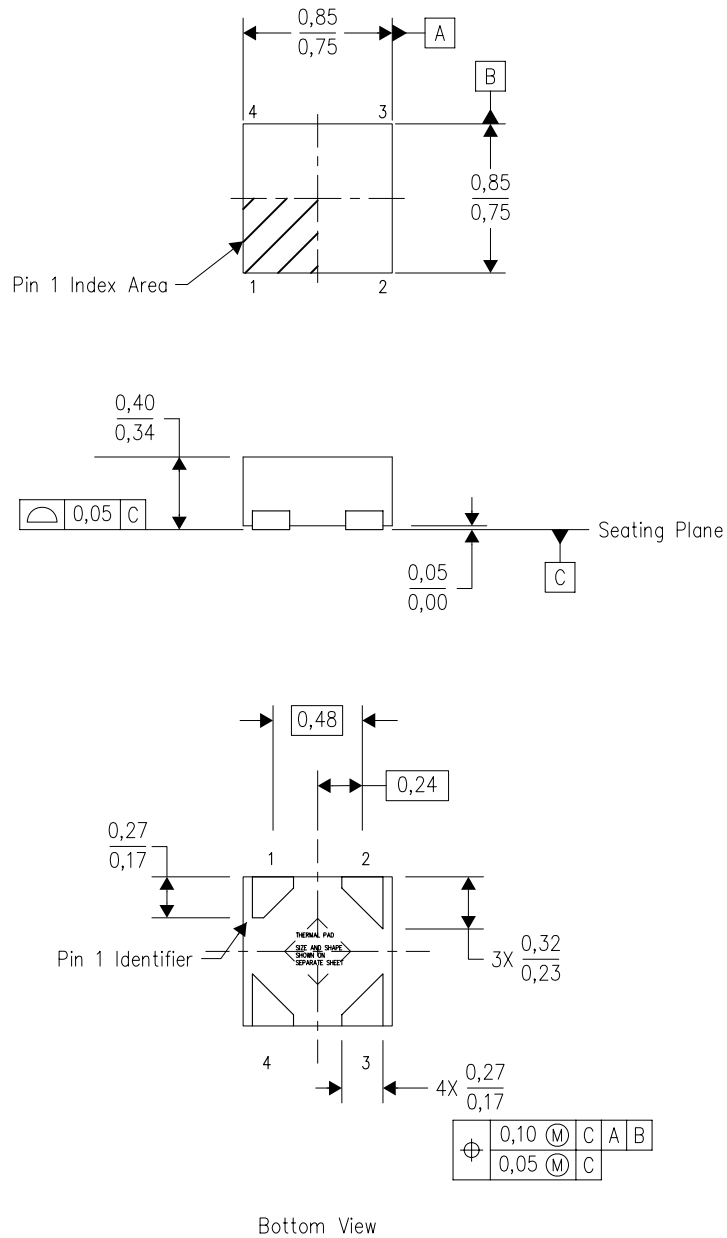 0,85
0,75
A
B
4 3
0,85
0,75
Pin 1 Index Area
1 2
0,40
0,34
0,05 C
Seating Plane
0,05
0,00
C
0,48
0,24
0,27
0,17
1 2
THERMAL PAD
SIZE AND SHAPE
SHOWN ON
SEPARATE SHEET
Pin 1 Identifier
3X 0,32
0,23
4 3
4X 0,27
0,17
0,10 Ⓜ C A B
0,05 Ⓜ C
Bottom View